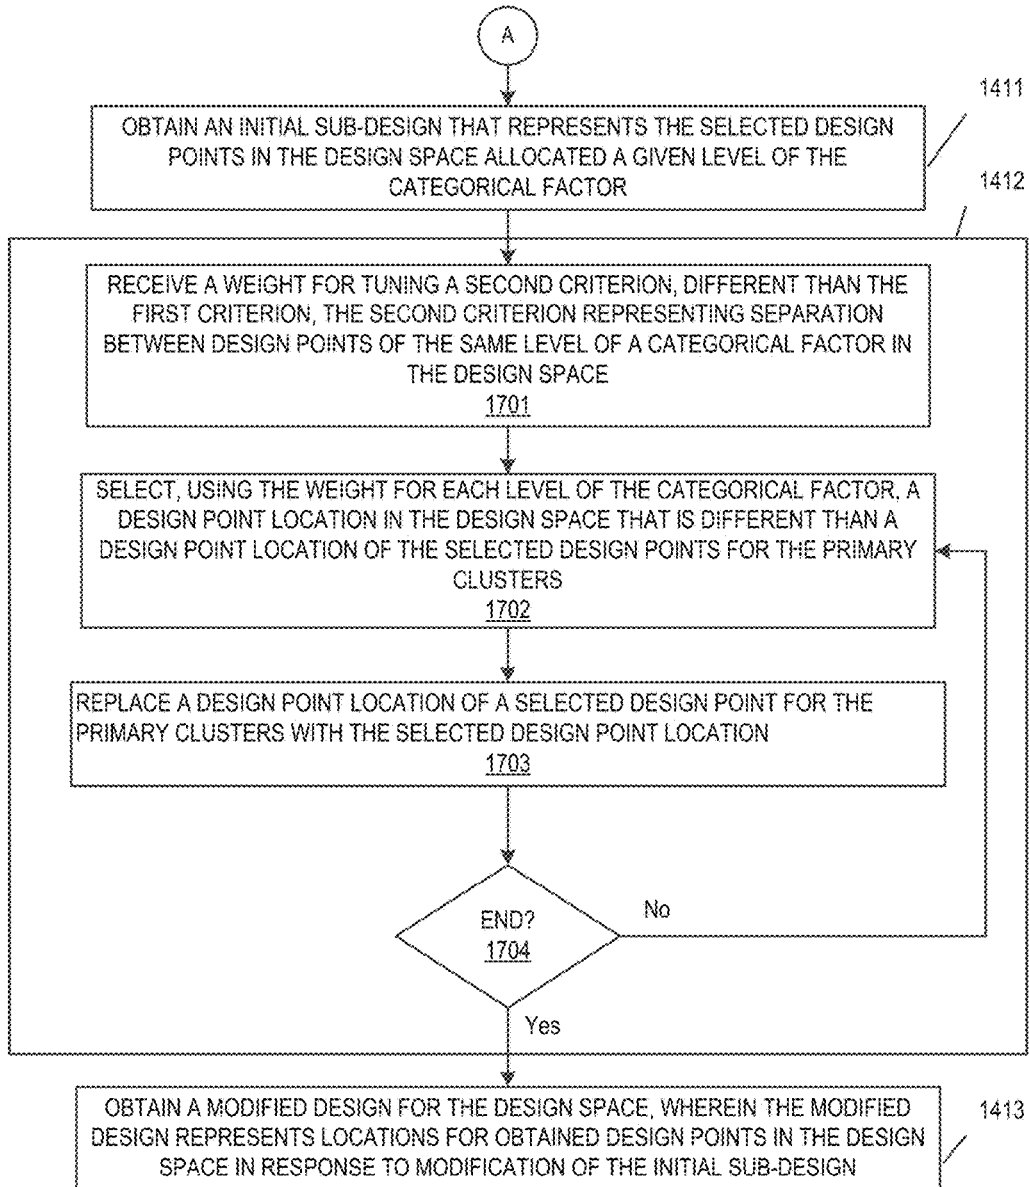 A
1411
OBTAIN AN INITIAL SUB-DESIGN THAT REPRESENTS THE SELECTED DESIGN
POINTS IN THE DESIGN SPACE ALLOCATED A GIVEN LEVEL OF THE
CATEGORICAL FACTOR
1412
RECEIVE A WEIGHT FOR TUNING A SECOND CRITERION, DIFFERENT THAN THE
FIRST CRITERION, THE SECOND CRITERION REPRESENTING SEPARATION
BETWEEN DESIGN POINTS OF THE SAME LEVEL OF A CATEGORICAL FACTOR IN
THE DESIGN SPACE
1701
SELECT, USING THE WEIGHT FOR EACH LEVEL OF THE CATEGORICAL FACTOR, A
DESIGN POINT LOCATION IN THE DESIGN SPACE THAT IS DIFFERENT THAN A
DESIGN POINT LOCATION OF THE SELECTED DESIGN POINTS FOR THE PRIMARY
CLUSTERS
1702
REPLACE A DESIGN POINT LOCATION OF A SELECTED DESIGN POINT FOR THE
PRIMARY CLUSTERS WITH THE SELECTED DESIGN POINT LOCATION
1703
END?
1704
No
Yes
OBTAIN A MODIFIED DESIGN FOR THE DESIGN SPACE, WHEREIN THE MODIFIED
DESIGN REPRESENTS LOCATIONS FOR OBTAINED DESIGN POINTS IN THE DESIGN
SPACE IN RESPONSE TO MODIFICATION OF THE INITIAL SUB-DESIGN
1413